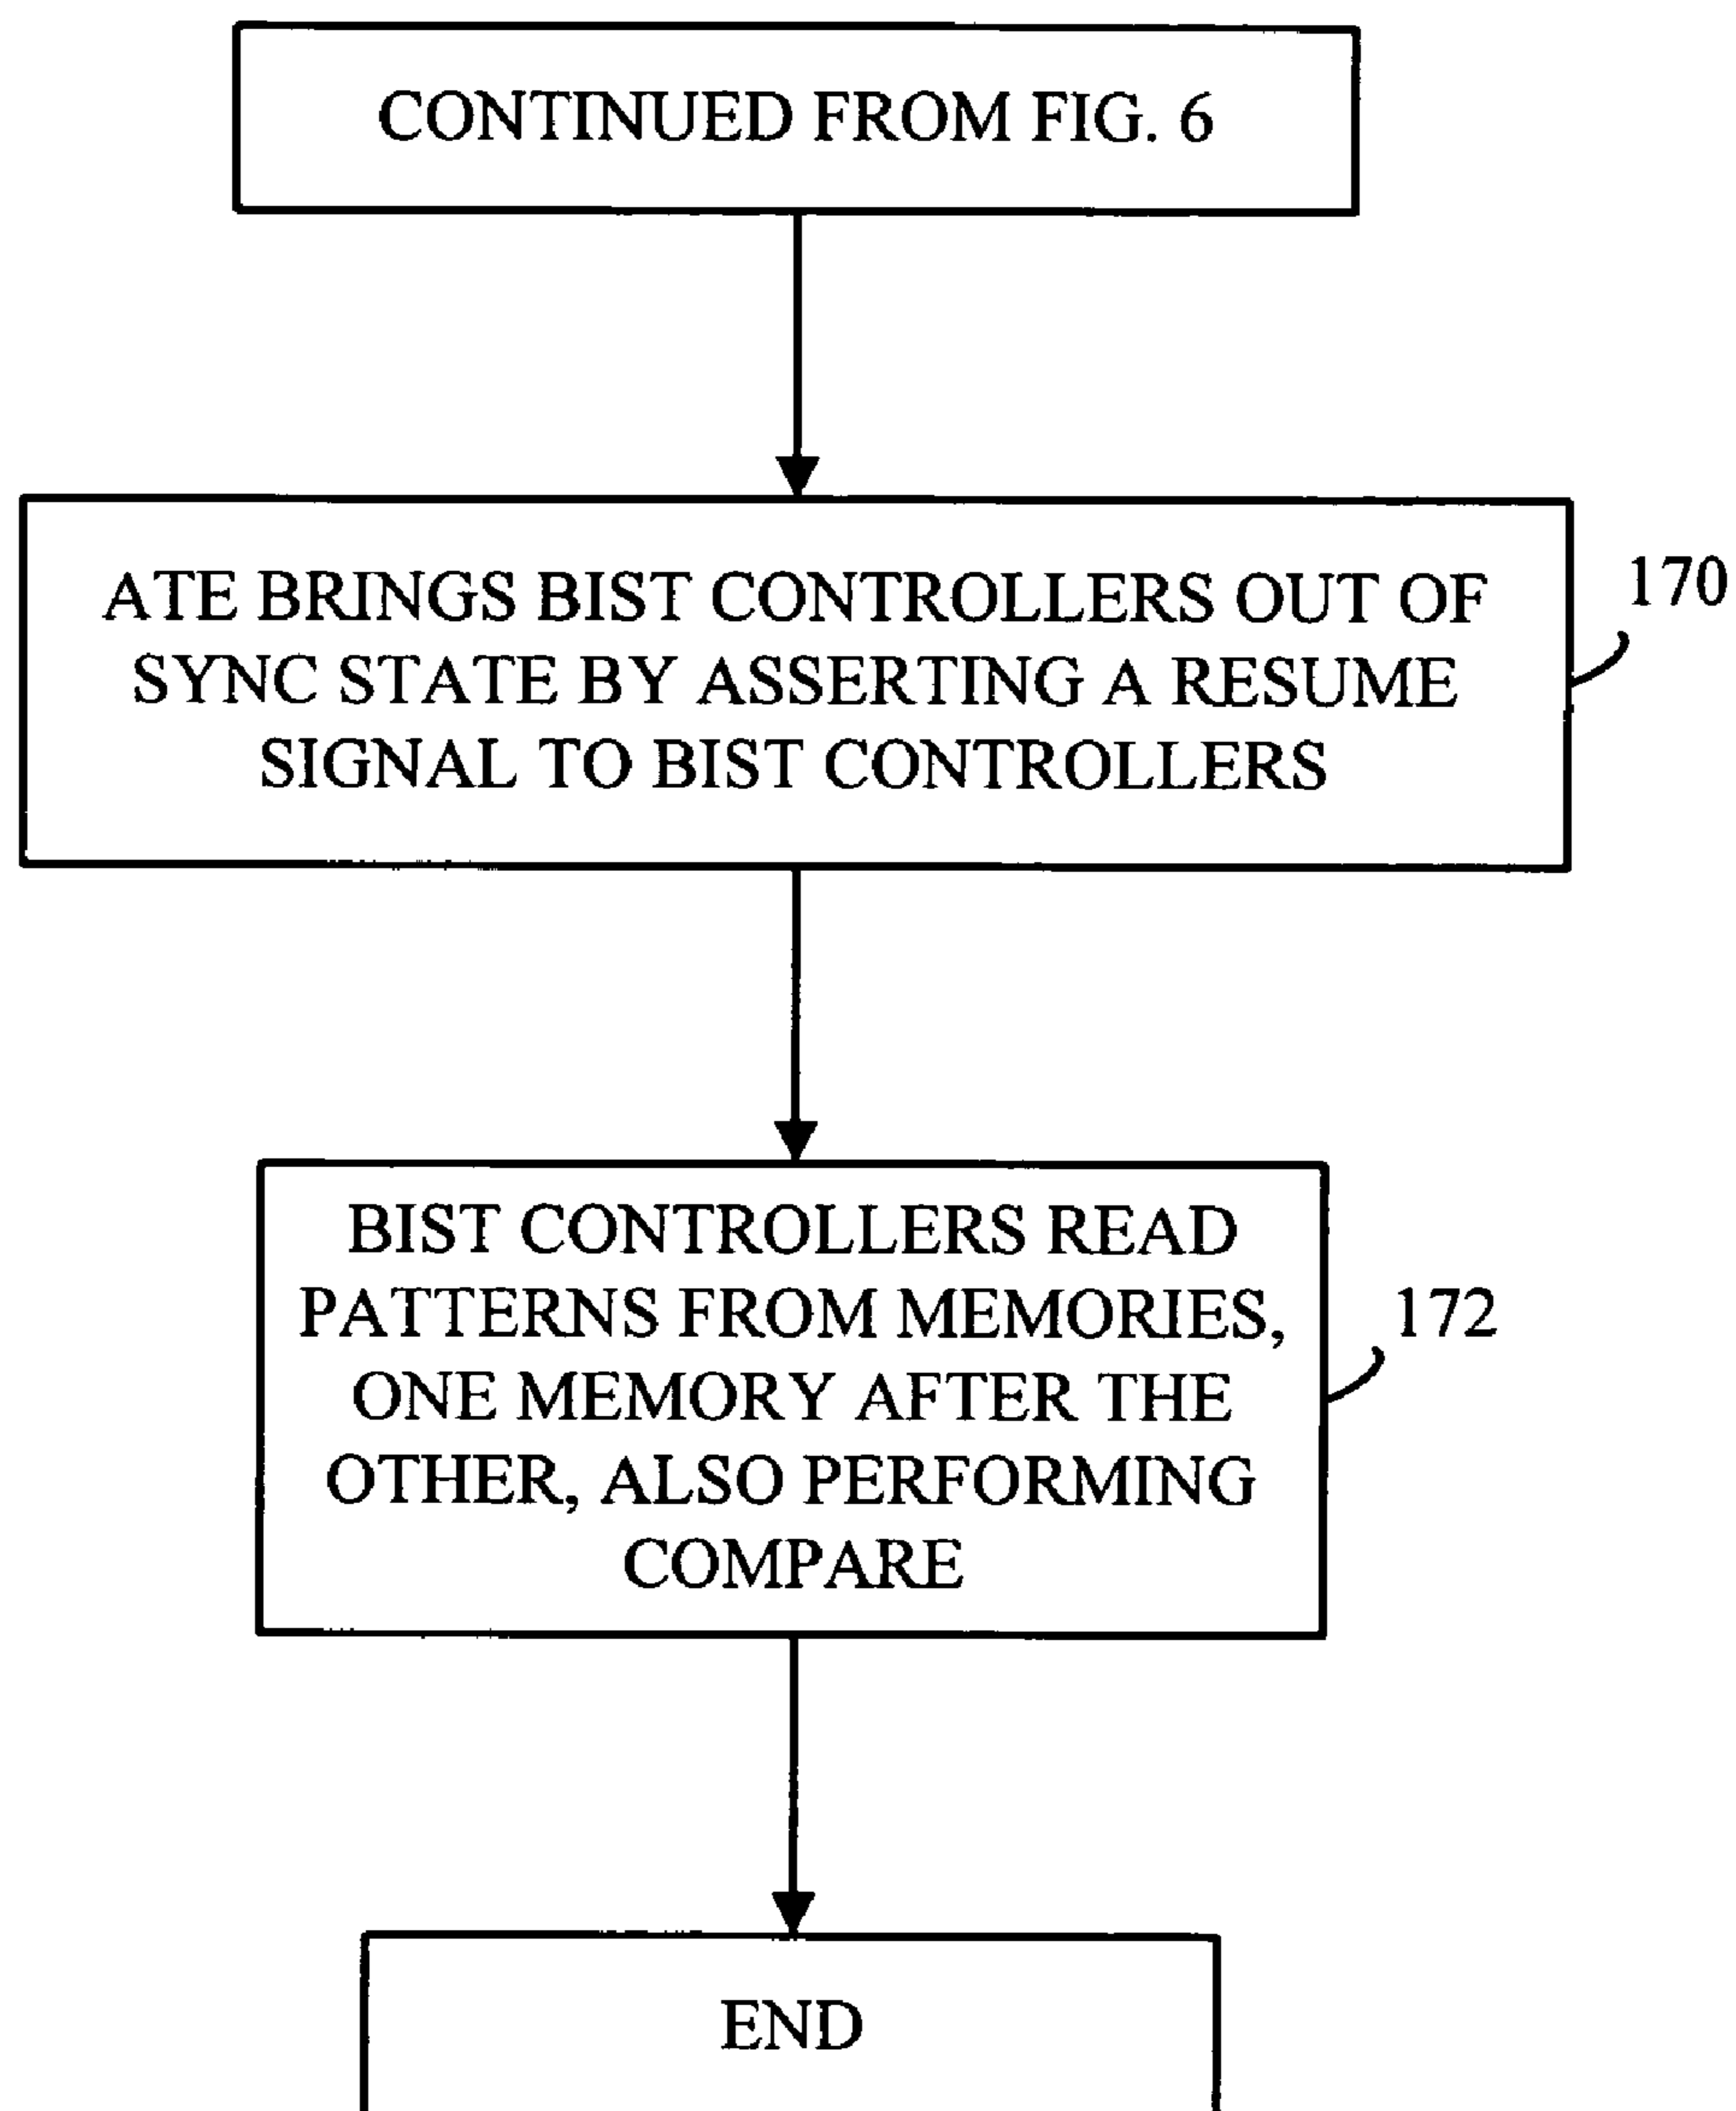 CONTINUED FROM FIG. 6
ATE BRINGS BIST CONTROLLERS OUT OF
SYNC STATE BY ASSERTING A RESUME
SIGNAL TO BIST CONTROLLERS
170
BIST CONTROLLERS READ
PATTERNS FROM MEMORIES,
ONE MEMORY AFTER THE
OTHER, ALSO PERFORMING
COMPARE
172
END